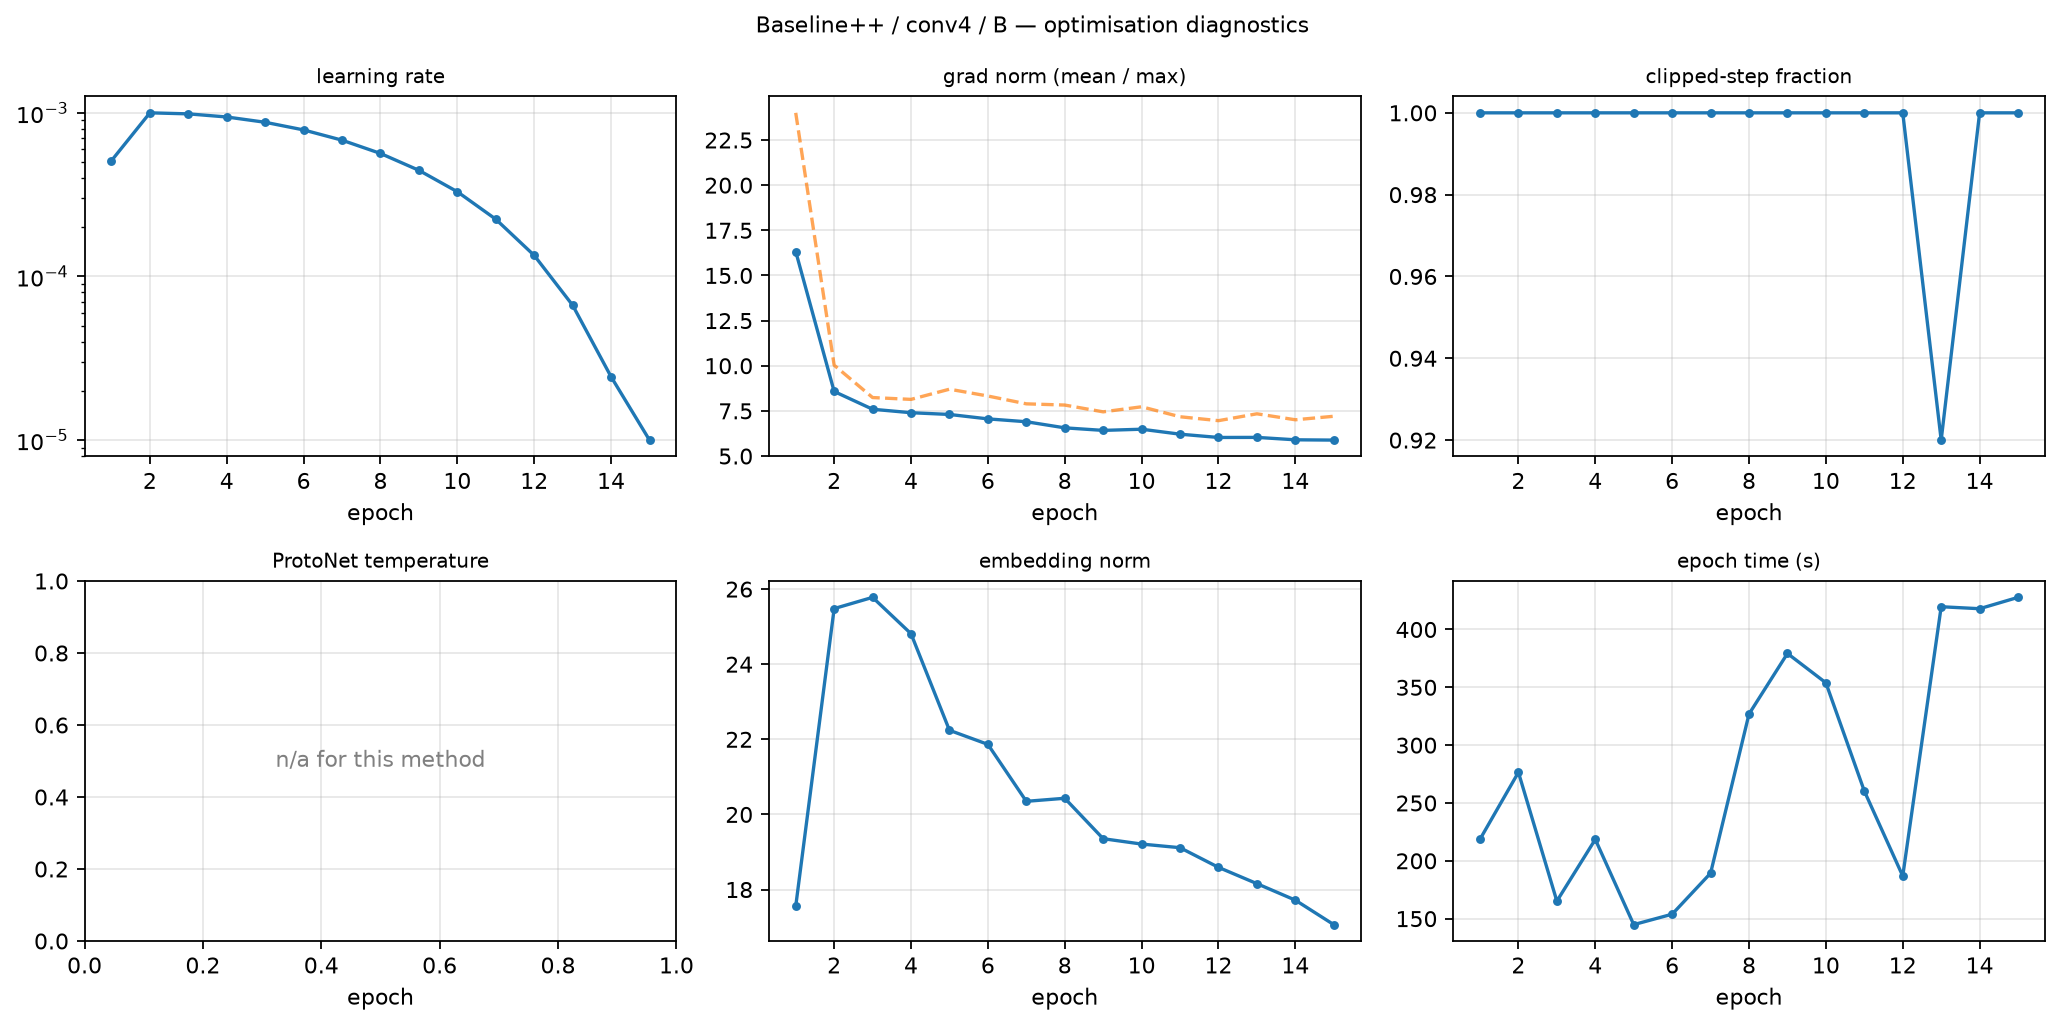 Baseline++ / conv4 / B — optimisation diagnostics
learning rate
10⁻³
10⁻⁴
10⁻⁵
2 4 6 8 10 12 14
epoch
grad norm (mean / max)
22.5
20.0
17.5
15.0
12.5
10.0
7.5
5.0
2 4 6 8 10 12 14
epoch
clipped-step fraction
1.00
0.98
0.96
0.94
0.92
2 4 6 8 10 12 14
epoch
ProtoNet temperature
1.0
0.8
0.6
n/a for this method
0.4
0.2
0.0
0.0 0.2 0.4 0.6 0.8 1.0
epoch
embedding norm
26
24
22
20
18
2 4 6 8 10 12 14
epoch
epoch time (s)
400
350
300
250
200
150
2 4 6 8 10 12 14
epoch